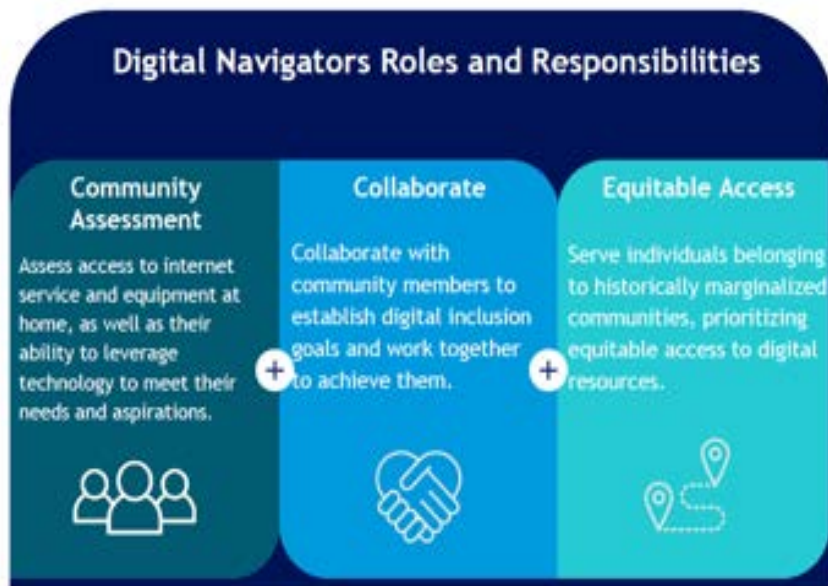 Digital Navigators Roles and Responsibilities
Community
Assessment
Assess access to internet
service and equipment at
home, as well as their
ability to leverage
technology to meet their
needs and aspirations.
+
Collaborate
Collaborate with
community members to
establish digital inclusion
goals and work together
to achieve them.
+
Equitable Access
Serve individuals belonging
to historically marginalized
communities, prioritizing
equitable access to digital
resources.